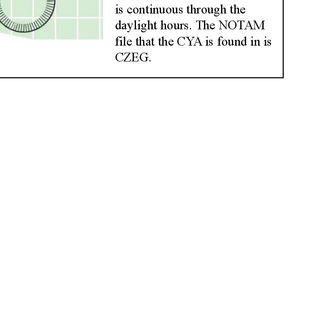 is continuous through the
daylight hours. The NOTAM
file that the CYA is found in is
CZEG.